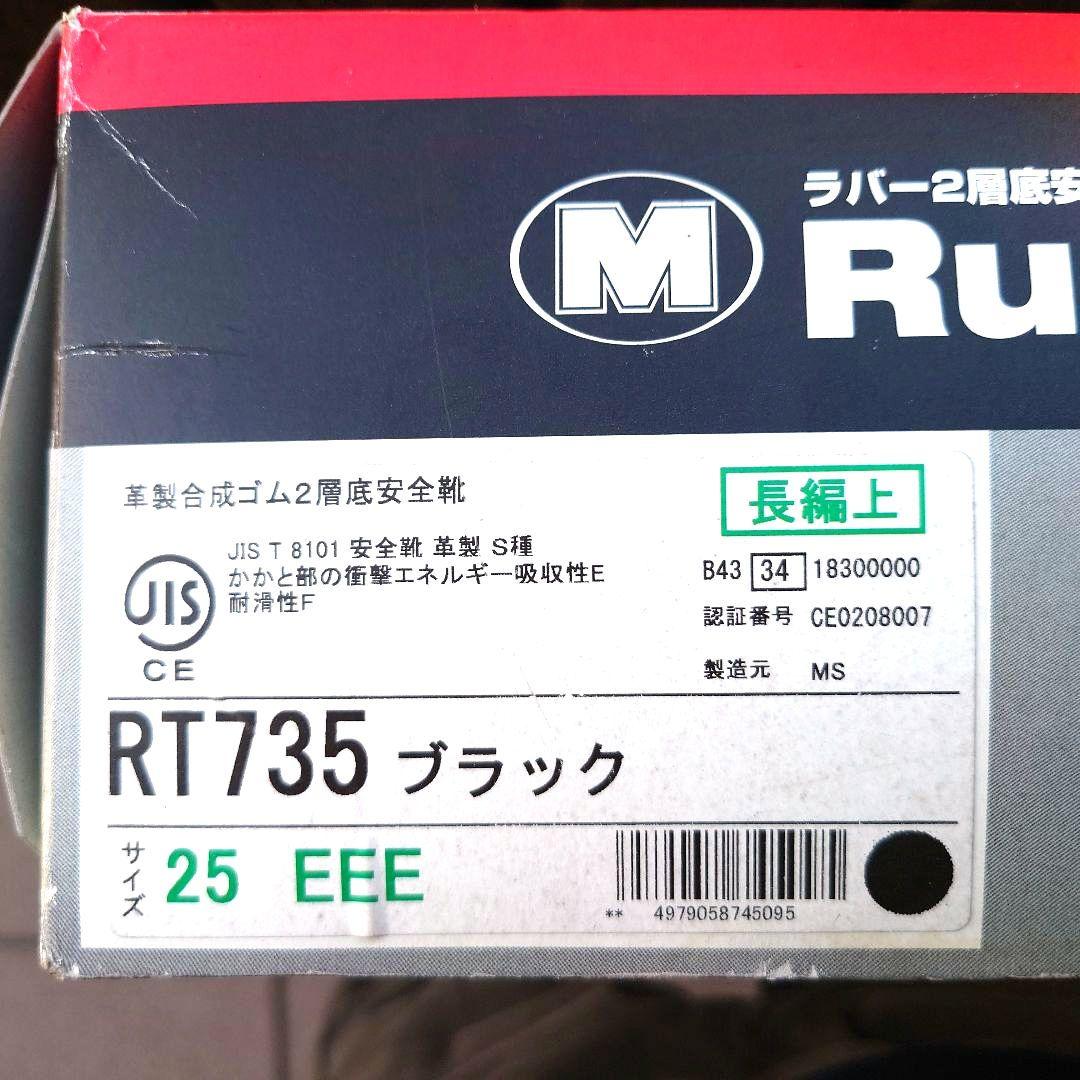 M
ラバー2層底安
Ru
革製合成ゴム2層底安全靴
長編上
JIS T 8101 安全靴 革製 S種
かかと部の衝撃エネルギー吸収性E
耐滑性F
JIS
CE
B43 34 18300000
認証番号 CE0208007
製造元 MS
RT735 ブラック
サイズ 25 EEE
** 4979058745095